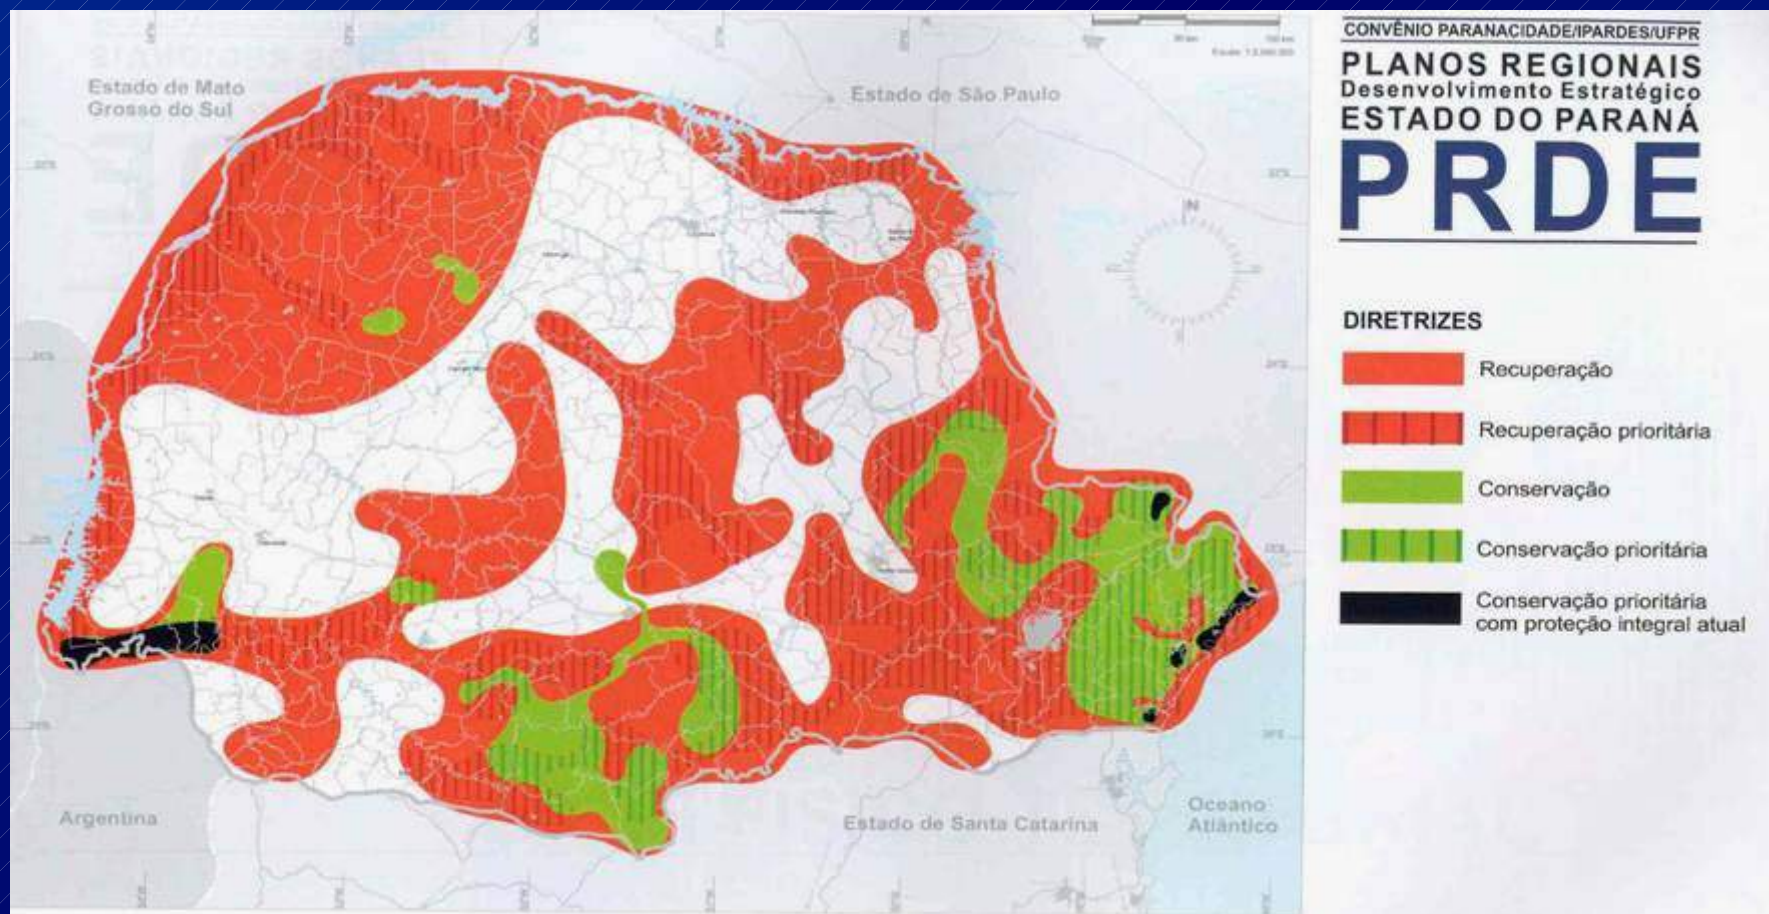 Estado de Mato
Grosso do Sul
Estado de São Paulo
Argentina
Estado de Santa Catarina
Oceano
Atlântico
N
CONVÊNIO PARANACIDADE/IPARDES/UFPR
PLANOS REGIONAIS
Desenvolvimento Estratégico
ESTADO DO PARANÁ
PRDE
DIRETRIZES
Recuperação
Recuperação prioritária
Conservação
Conservação prioritária
Conservação prioritária
com proteção integral atual